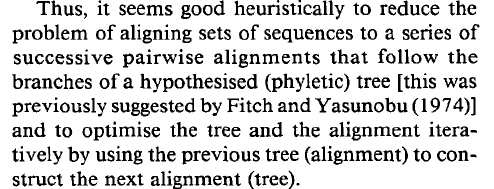 Thus, it seems good heuristically to reduce the
problem of aligning sets of sequences to a series of
successive pairwise alignments that follow the
branches of a hypothesised (phyletic) tree [this was
previously suggested by Fitch and Yasunobu (1974)]
and to optimise the tree and the alignment itera-
tively by using the previous tree (alignment) to con-
struct the next alignment (tree).